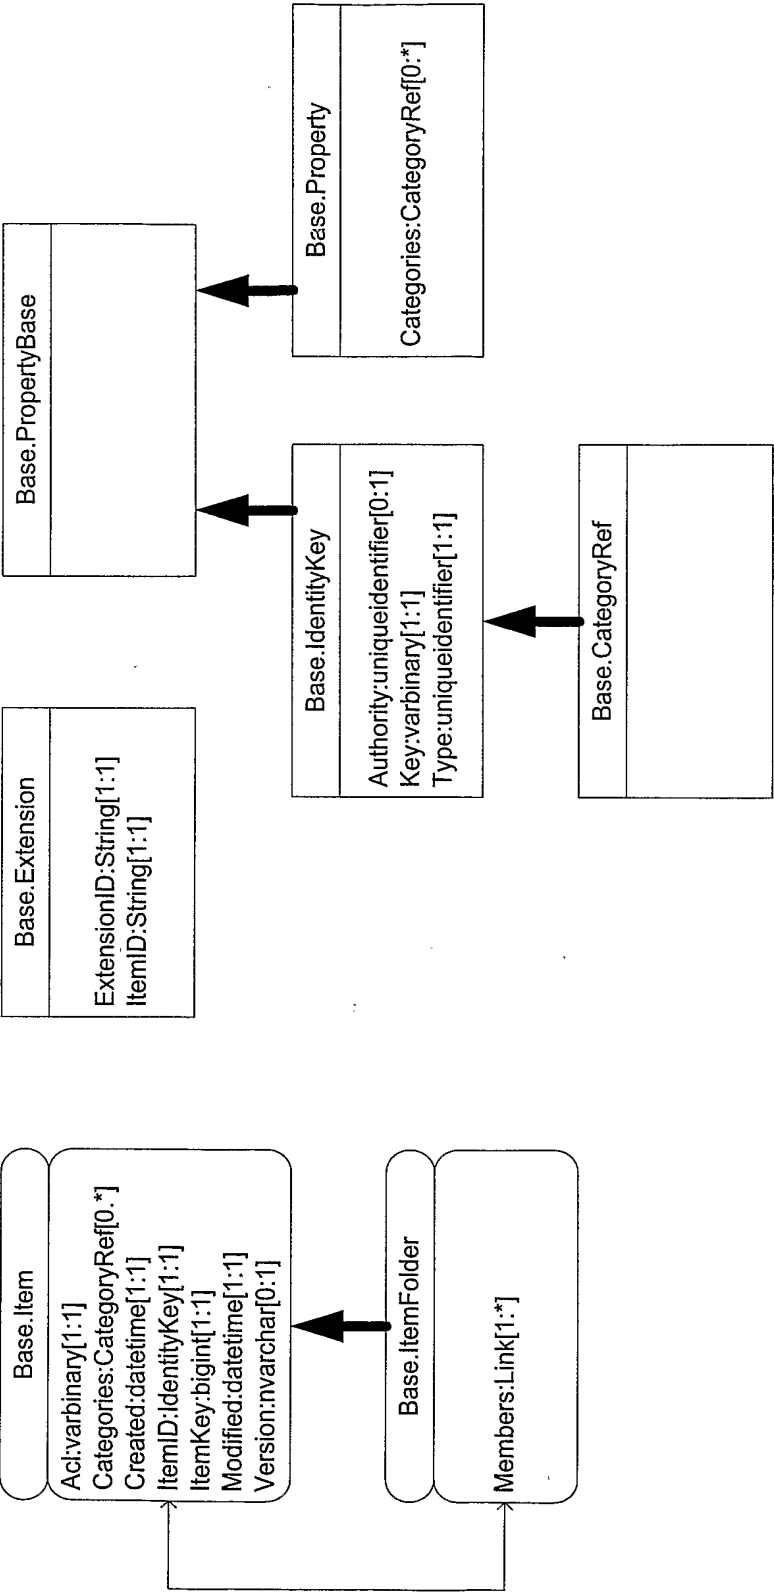 Base.Item
Acl:varbinary[1:1]
Categories:CategoryRef[0.*]
Created:datetime[1:1]
ItemID:IdentityKey[1:1]
ItemKey:bigint[1:1]
Modified:datetime[1:1]
Version:nvarchar[0:1]
Base.ItemFolder
Members:Link[1:*]
Base.Extension
ExtensionID:String[1:1]
ItemID:String[1:1]
Base.PropertyBase
Base.IdentityKey
Authority:uniqueidentifier[0:1]
Key:varbinary[1:1]
Type:uniqueidentifier[1:1]
Base.CategoryRef
Base.Property
Categories:CategoryRef[0:*]